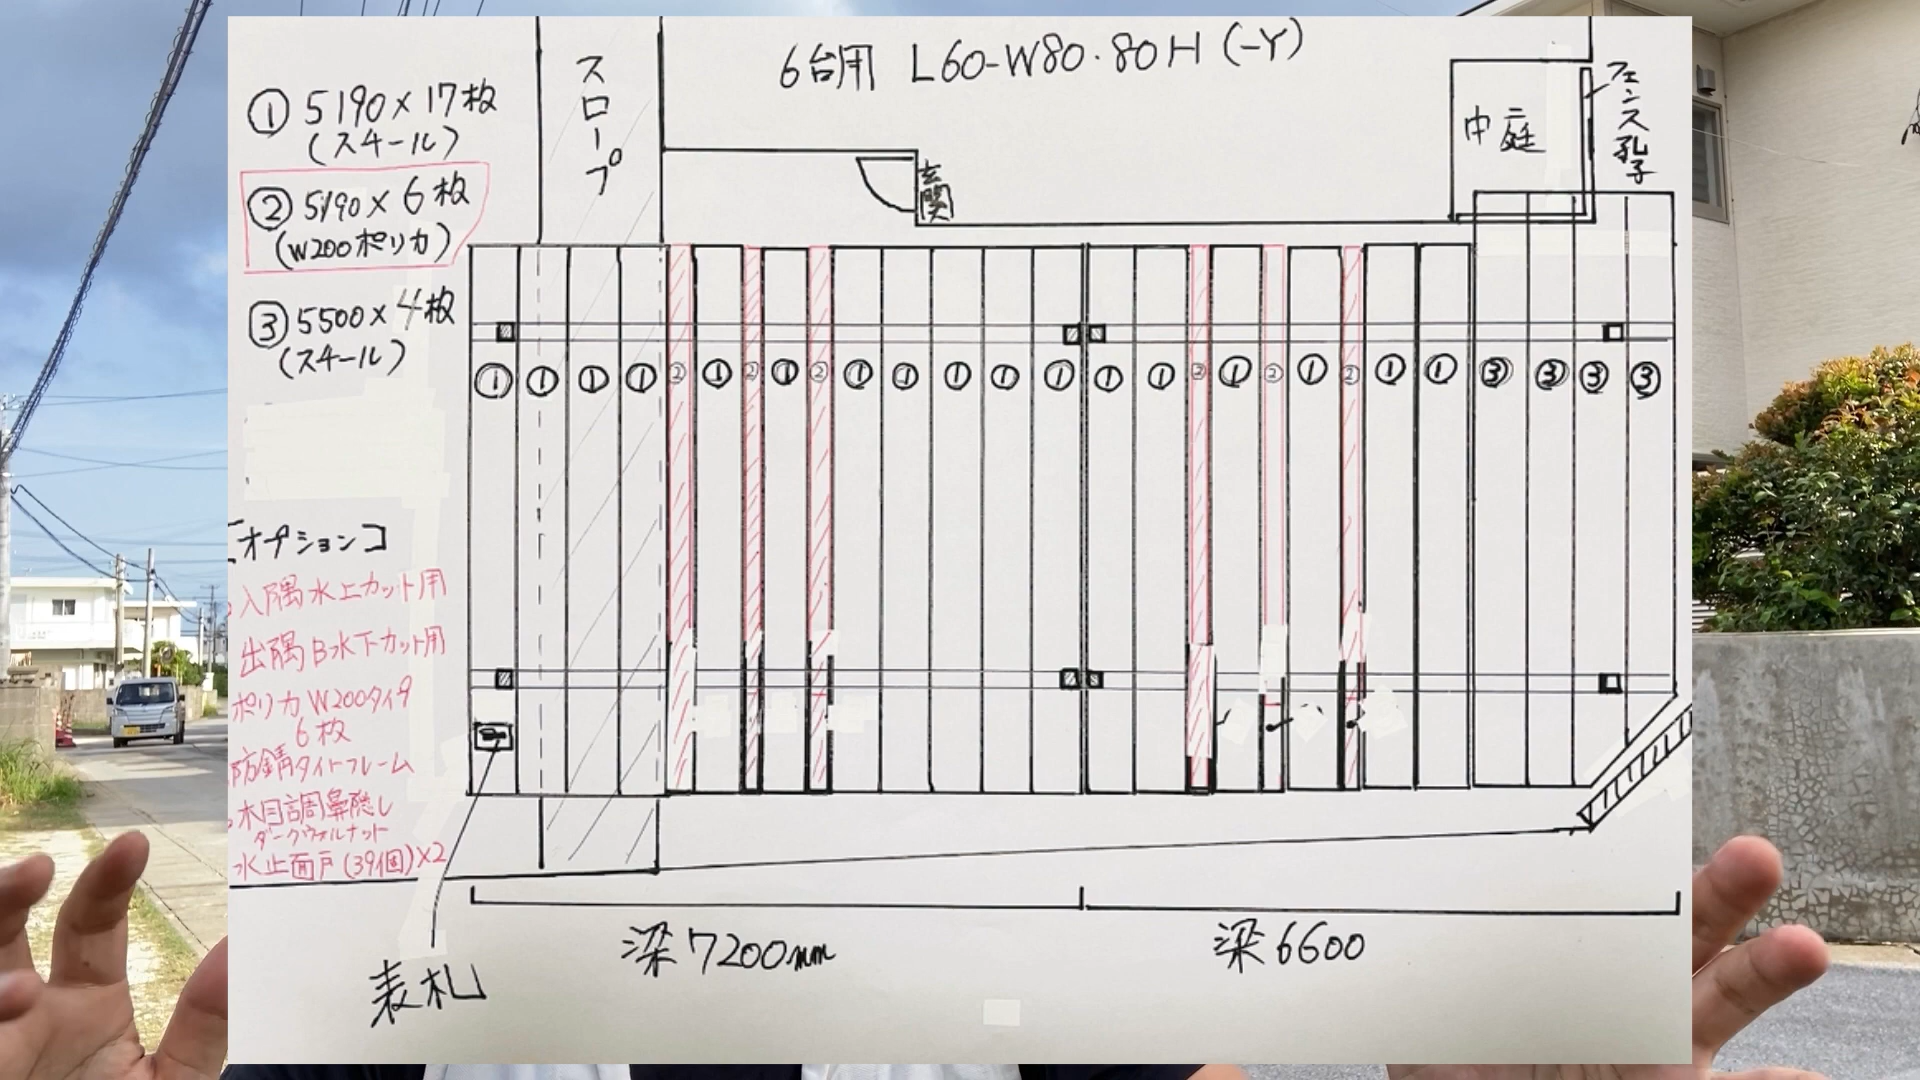 6台用 L60-W80・80H (-Y)
① 5190×17枚
(スチール)
② 5190×6枚
(W200ポリカ)
③ 5500×4枚
(スチール)
スロープ
玄関
中庭
フェンス
① ① ① ① ② ① ② ① ② ① ① ① ① ① ① ① ② ① ② ① ② ① ① ③ ③ ③ ③
[オプション]
入隅水上カット用
出隅B水下カット用
ポリカW200タイプ
6枚
防錆タイトフレーム
木目調鼻隠し
ダークウォルナット
水止面戸(39個)×2
表札
梁7200mm
梁6600